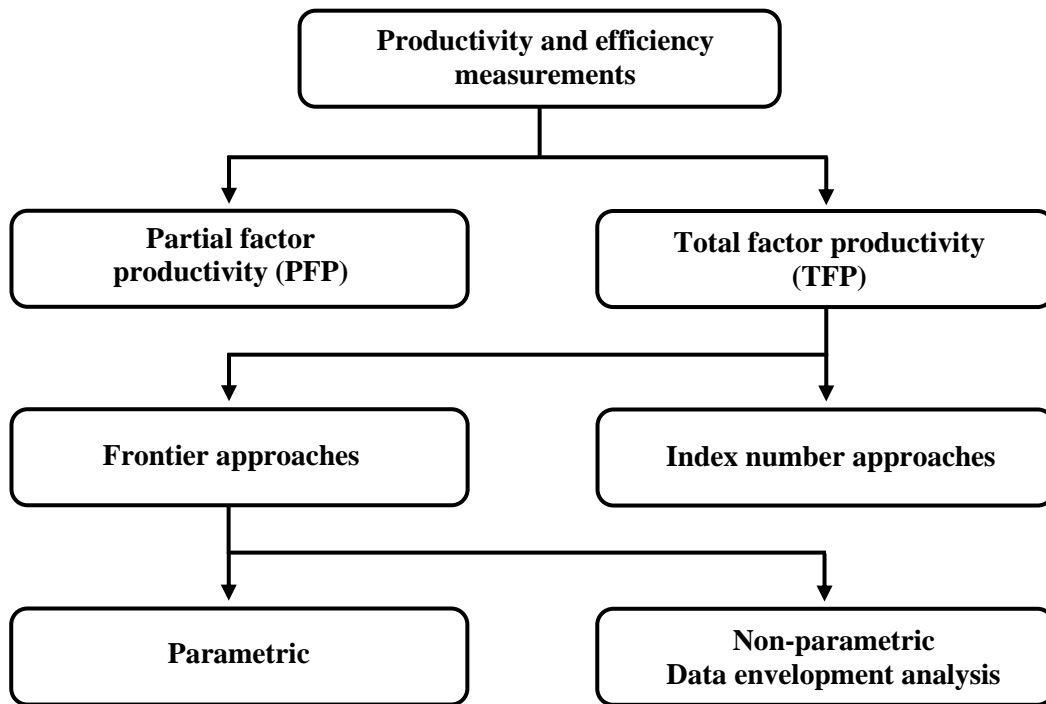 Productivity and efficiency
measurements
Partial factor
productivity (PFP)
Total factor productivity
(TFP)
Frontier approaches
Index number approaches
Parametric
Non-parametric
Data envelopment analysis